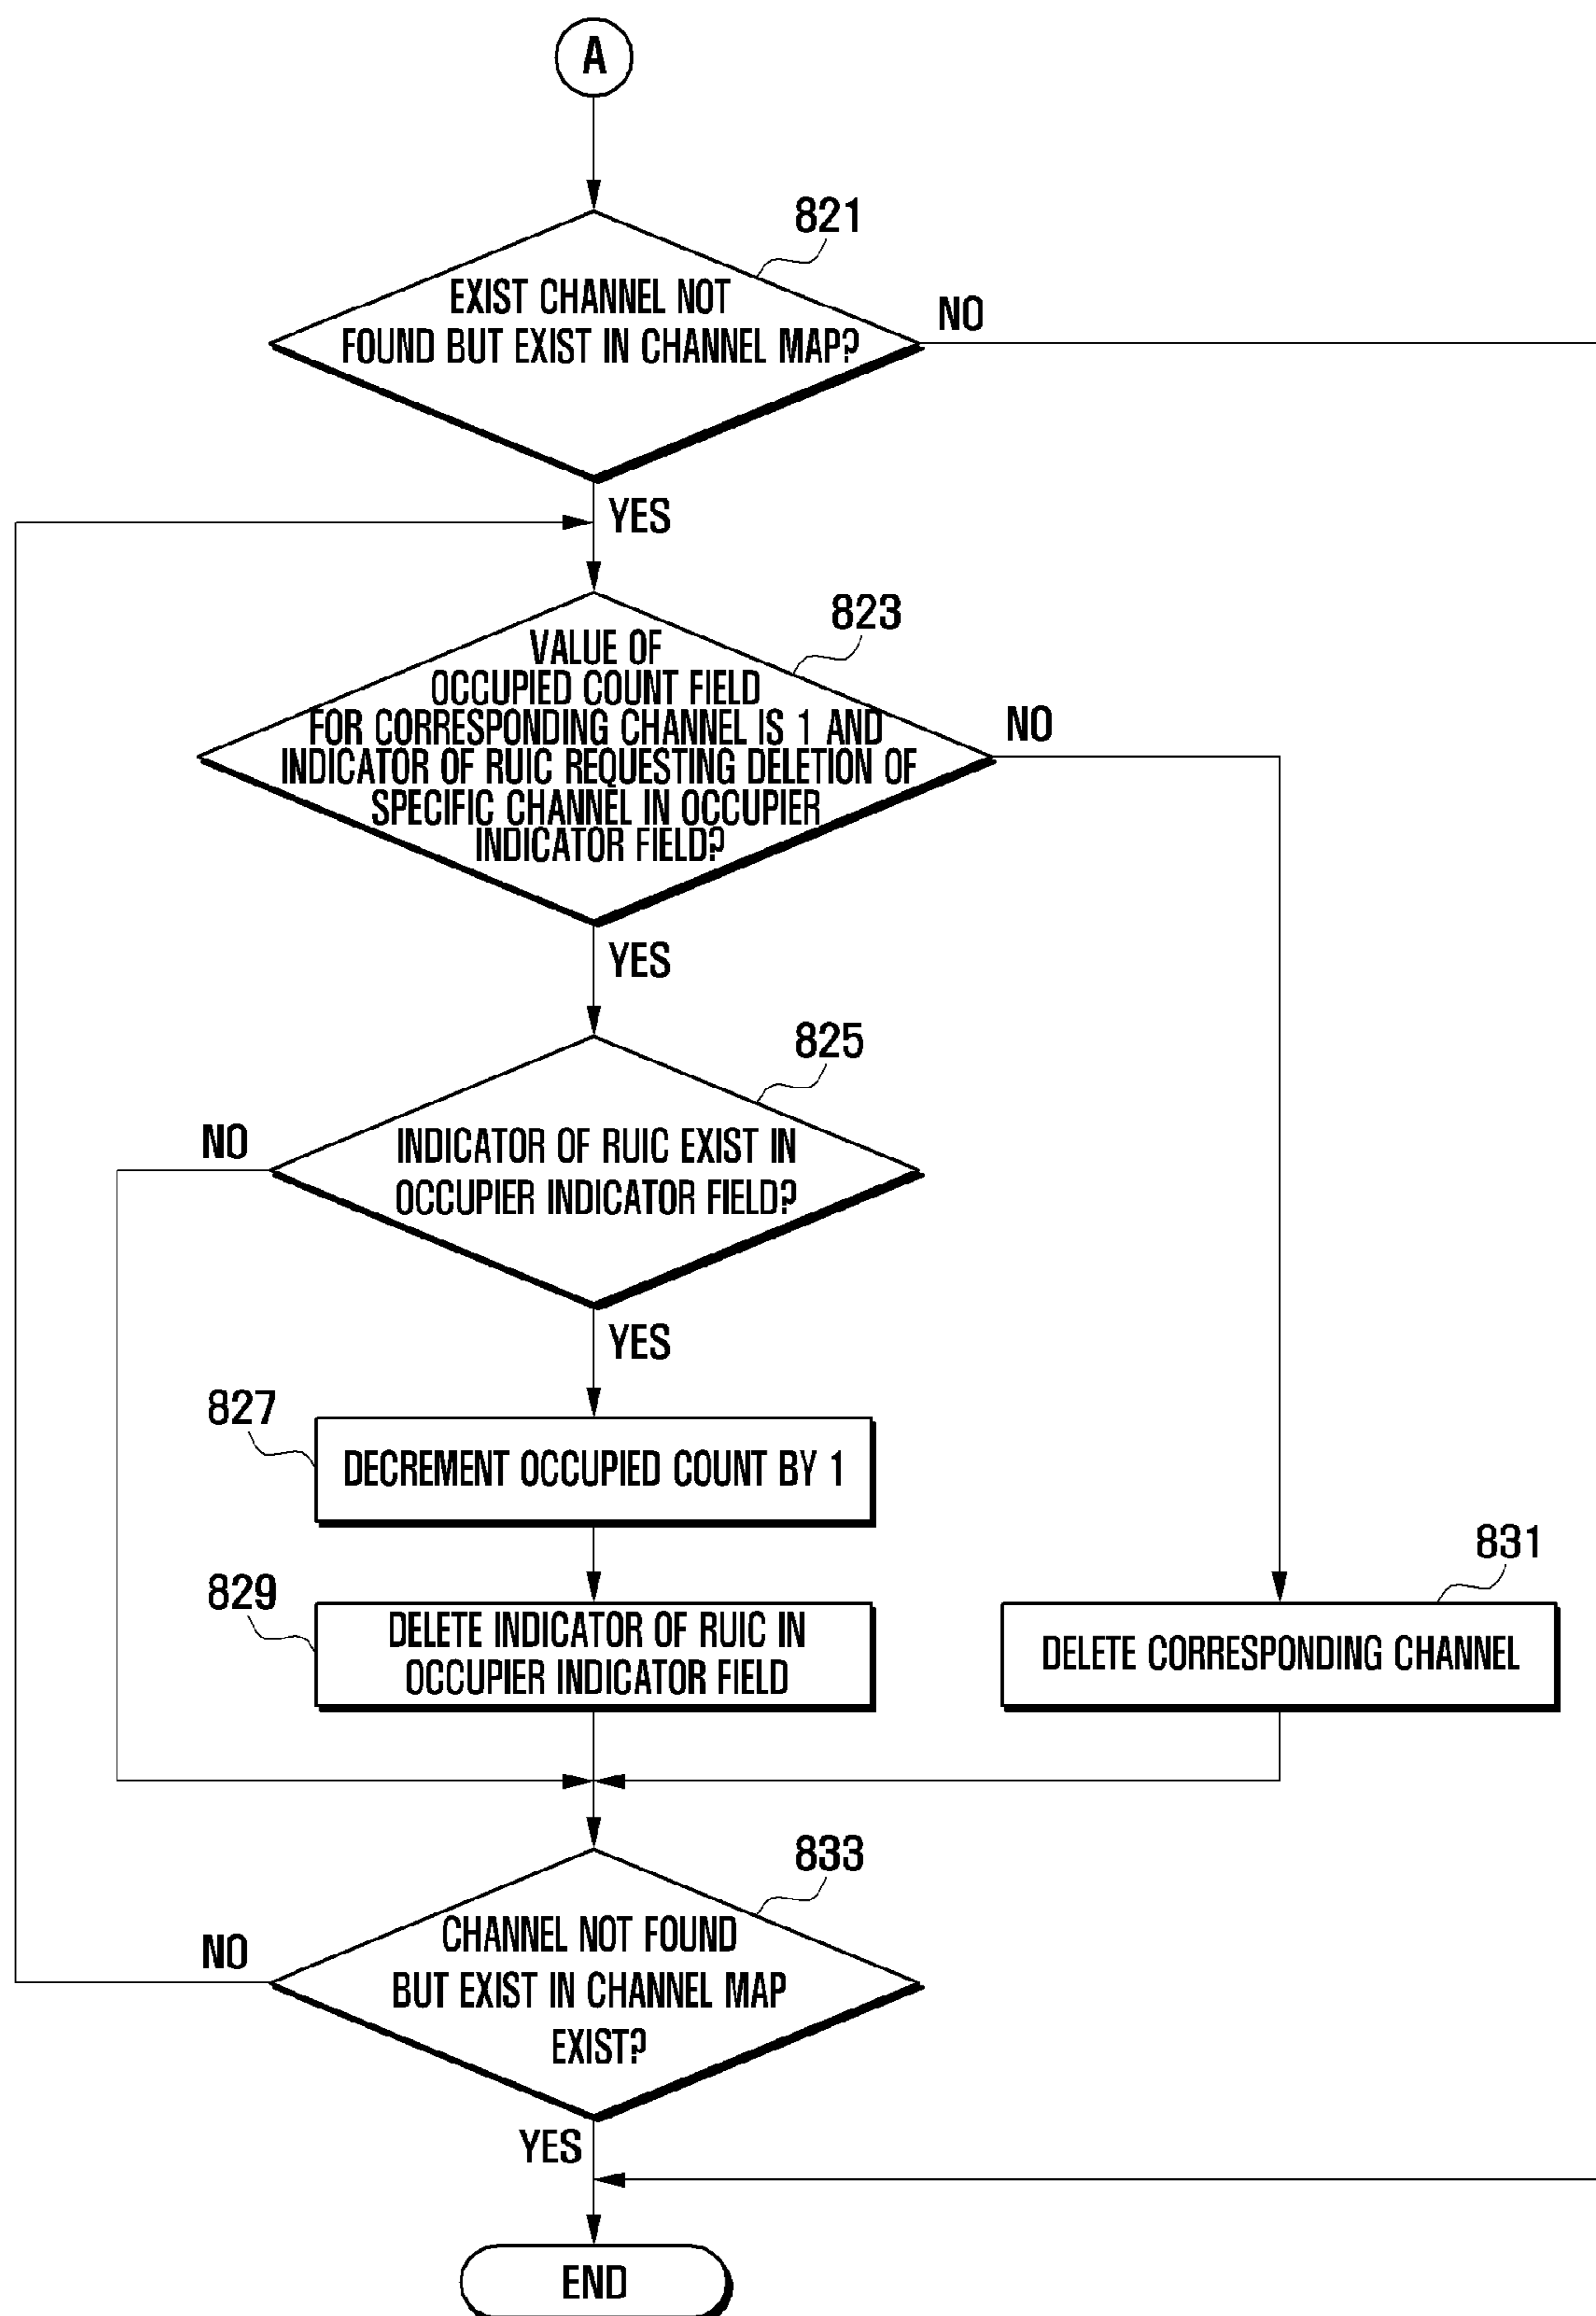 A
821
EXIST CHANNEL NOT
FOUND BUT EXIST IN CHANNEL MAP?
NO
YES
823
VALUE OF
OCCUPIED COUNT FIELD
FOR CORRESPONDING CHANNEL IS 1 AND
INDICATOR OF RUIC REQUESTING DELETION OF
SPECIFIC CHANNEL IN OCCUPIER
INDICATOR FIELD?
NO
YES
825
INDICATOR OF RUIC EXIST IN
OCCUPIER INDICATOR FIELD?
NO
YES
827
DECREMENT OCCUPIED COUNT BY 1
829
DELETE INDICATOR OF RUIC IN
OCCUPIER INDICATOR FIELD
831
DELETE CORRESPONDING CHANNEL
833
CHANNEL NOT FOUND
BUT EXIST IN CHANNEL MAP
EXIST?
NO
YES
END